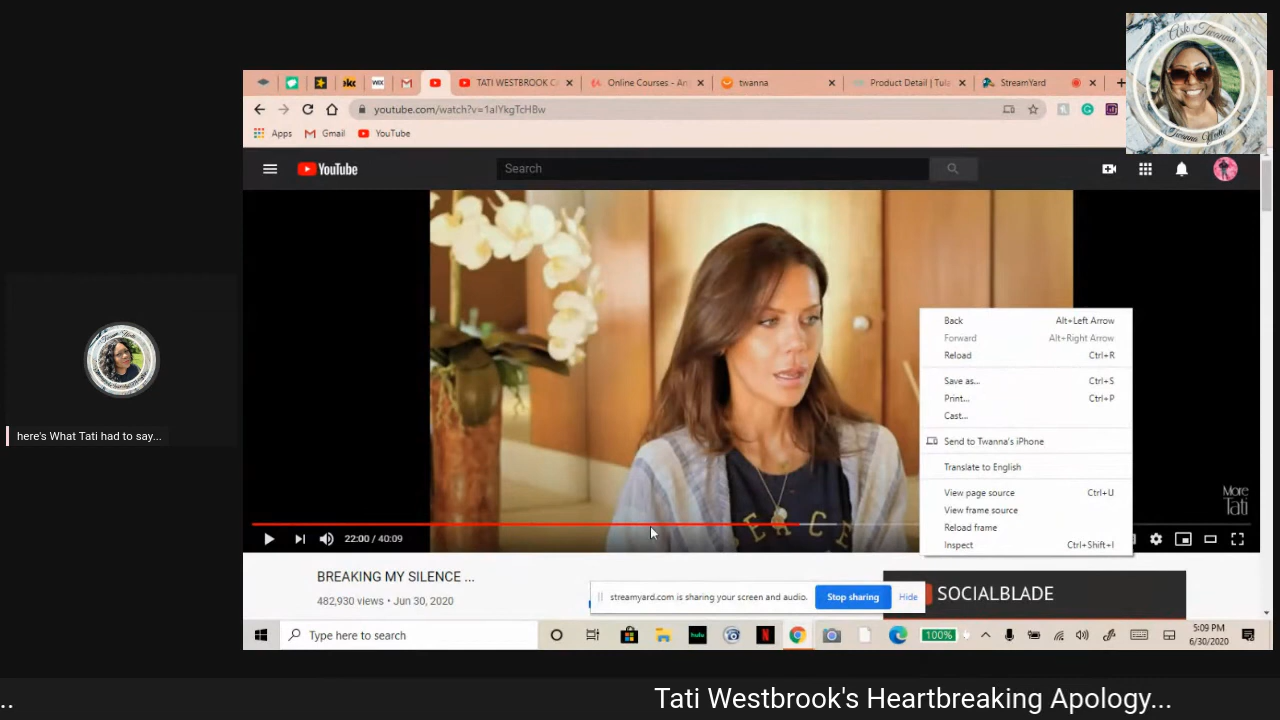 Ask Twanna
TATI WESTBROOK C
Online Courses - An
twanna
Product Detail | Tula
StreamYard
youtube.com/watch?v=1alYkgTcHBw
Apps
Gmail
YouTube
YouTube
Search
Back Alt+Left Arrow
Forward Alt+Right Arrow
Reload Ctrl+R
Save as... Ctrl+S
Print... Ctrl+P
Cast...
Send to Twanna's iPhone
Translate to English
View page source Ctrl+U
View frame source
Reload frame
Inspect Ctrl+Shift+I
here's What Tati had to say...
More
Tati
22:00 / 40:09
BREAKING MY SILENCE ...
482,930 views • Jun 30, 2020
streamyard.com is sharing your screen and audio.
Stop sharing
Hide
SOCIALBLADE
Type here to search
hulu
N
100%
5:09 PM
6/30/2020
..
Tati Westbrook's Heartbreaking Apology...